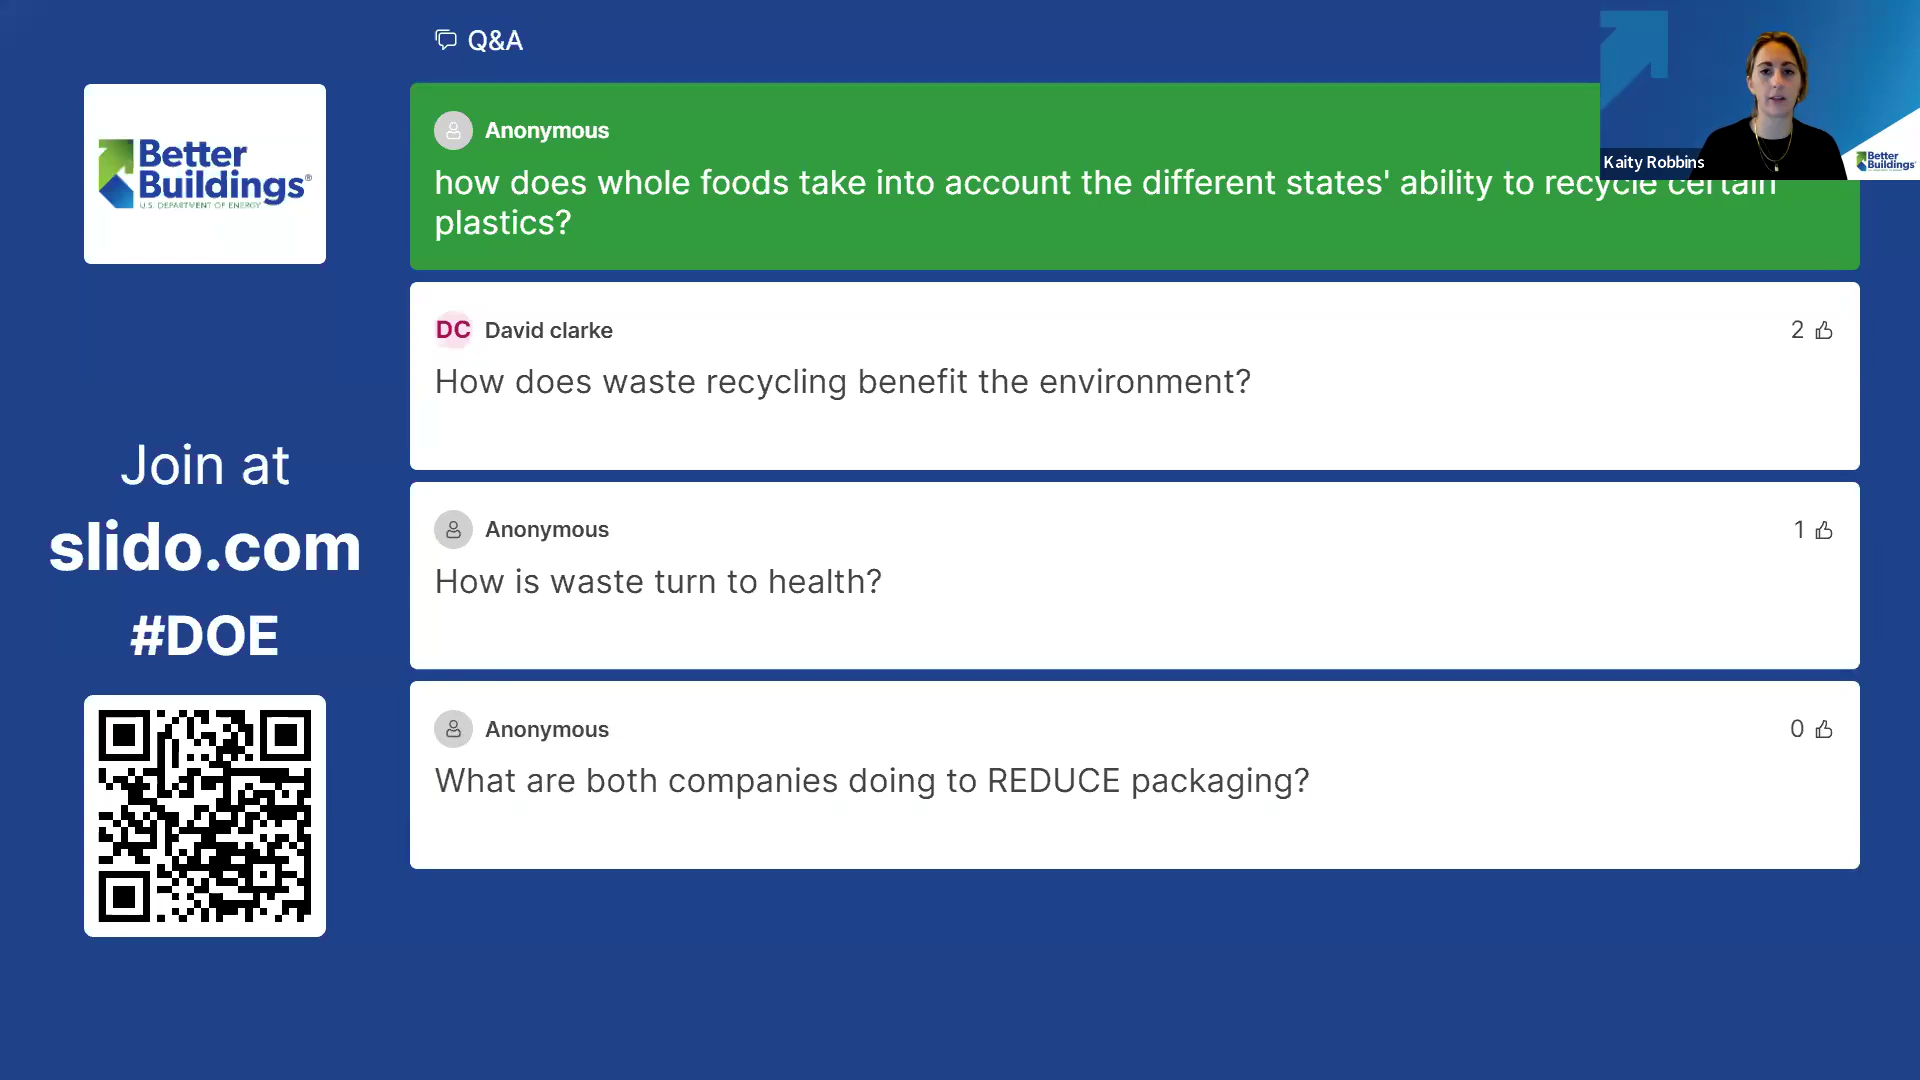 Q&A
Anonymous
how does whole foods take into account the different states' ability to recycle certain
plastics?
Kaity Robbins
Better
Buildings
Better
Buildings®
U.S. DEPARTMENT OF ENERGY
DC David clarke
2
How does waste recycling benefit the environment?
Anonymous
1
How is waste turn to health?
Anonymous
0
What are both companies doing to REDUCE packaging?
Join at
slido.com
#DOE